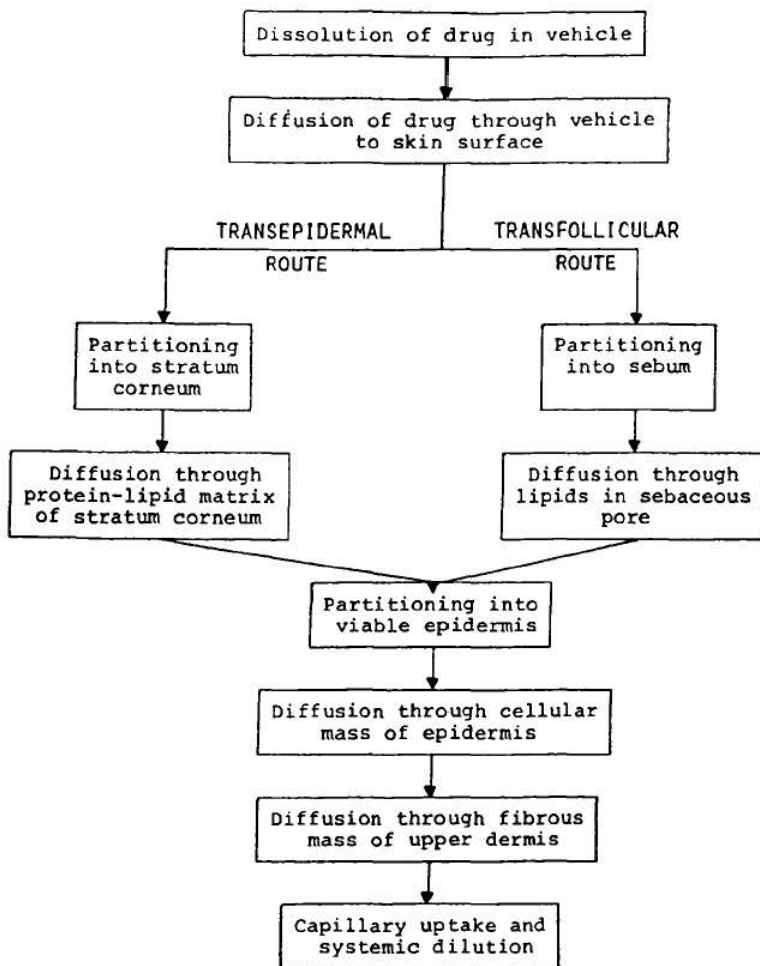 Dissolution of drug in vehicle
Diffusion of drug through vehicle
to skin surface
TRANSEPIDERMAL
ROUTE
TRANSFOLLICULAR
ROUTE
Partitioning
into stratum
corneum
Partitioning
into sebum
Diffusion through
protein-lipid matrix
of stratum corneum
Diffusion through
lipids in sebaceous
pore
Partitioning into
viable epidermis
Diffusion through cellular
mass of epidermis
Diffusion through fibrous
mass of upper dermis
Capillary uptake and
systemic dilution